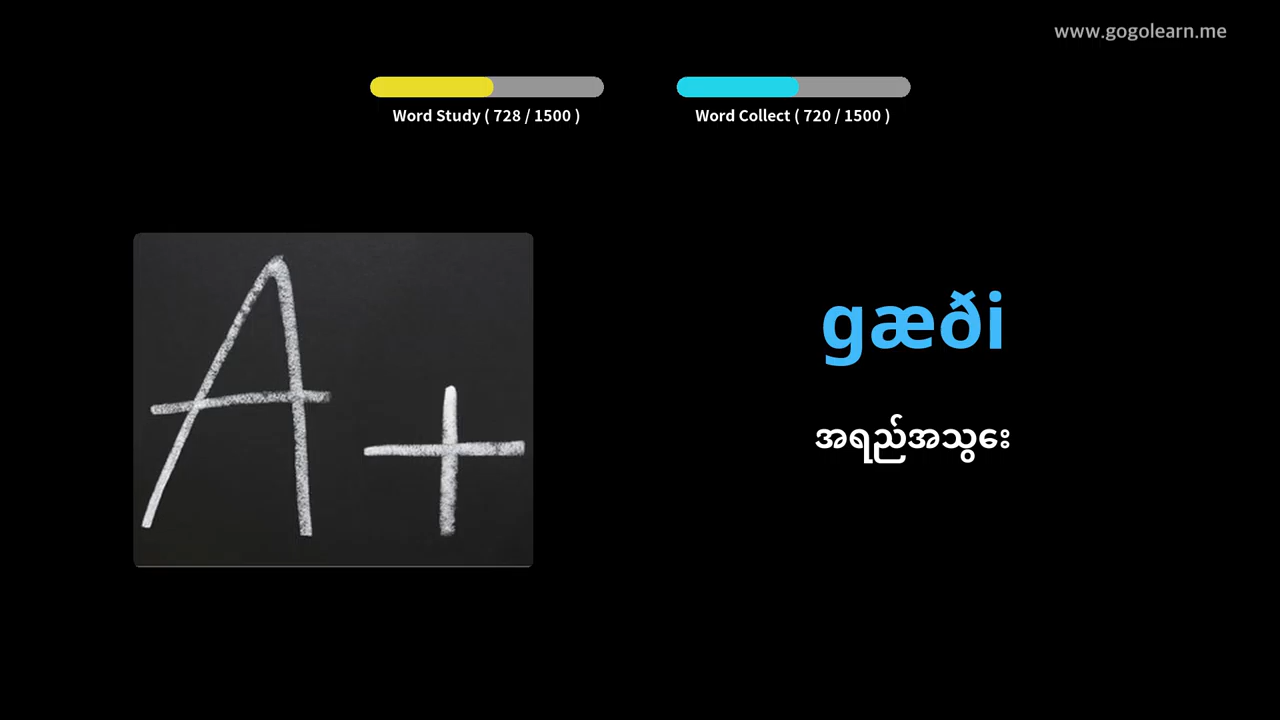 www.gogolearn.me
Word Study ( 728 / 1500 )
Word Collect ( 720 / 1500 )
A+
gæði
အရည်အသွေး